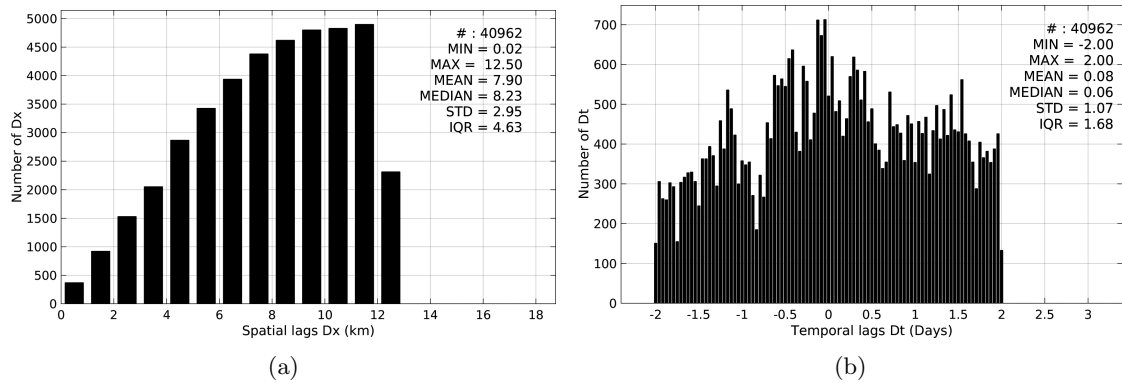 5000
4500
4000
3500
3000
2500
2000
1500
1000
500
0
Number of Dx
# : 40962
MIN = 0.02
MAX = 12.50
MEAN = 7.90
MEDIAN = 8.23
STD = 2.95
IQR = 4.63
0 2 4 6 8 10 12 14 16 18
Spatial lags Dx (km)
(a)
700
600
500
400
300
200
100
0
Number of Dt
# : 40962
MIN = -2.00
MAX = 2.00
MEAN = 0.08
MEDIAN = 0.06
STD = 1.07
IQR = 1.68
-2 -1.5 -1 -0.5 0 0.5 1 1.5 2 2.5 3
Temporal lags Dt (Days)
(b)